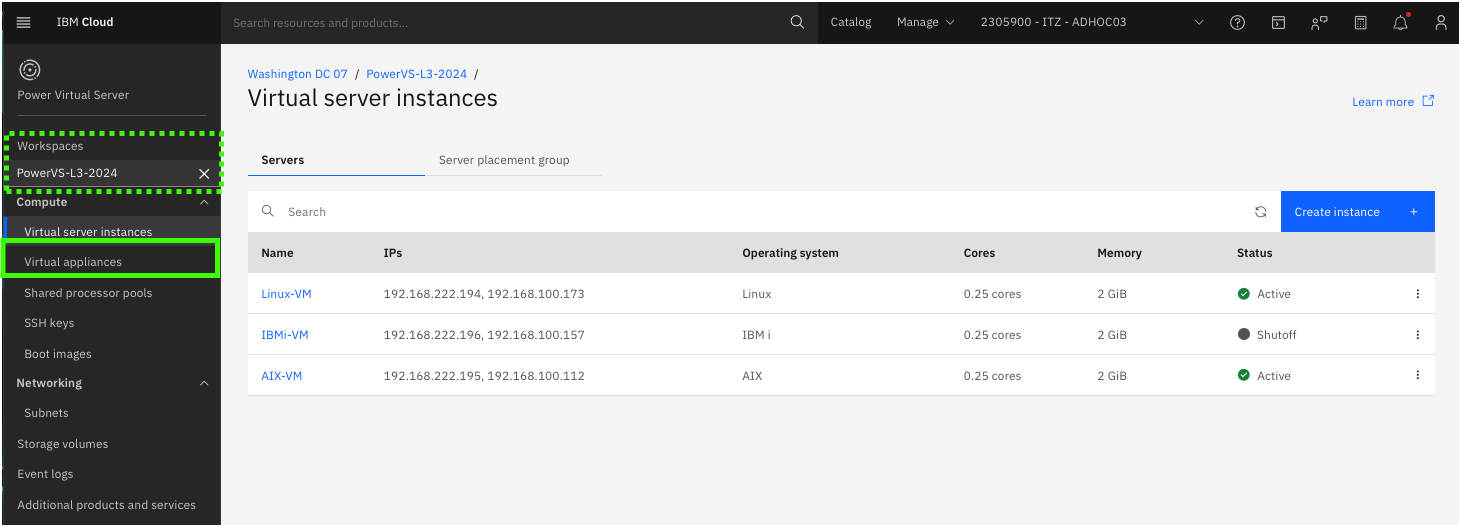 IBM Cloud
Search resources and products...
Catalog
Manage
2305900 - ITZ - ADHOC03
Power Virtual Server
Workspaces
PowerVS-L3-2024
Compute
Virtual server instances
Virtual appliances
Shared processor pools
SSH keys
Boot images
Networking
Subnets
Storage volumes
Event logs
Additional products and services
Washington DC 07 / PowerVS-L3-2024 /
Virtual server instances
Learn more
Servers
Server placement group
Search
Create instance +
Name IPs Operating system Cores Memory Status
Linux-VM 192.168.222.194, 192.168.100.173 Linux 0.25 cores 2 GiB Active
IBMi-VM 192.168.222.196, 192.168.100.157 IBM i 0.25 cores 2 GiB Shutoff
AIX-VM 192.168.222.195, 192.168.100.112 AIX 0.25 cores 2 GiB Active